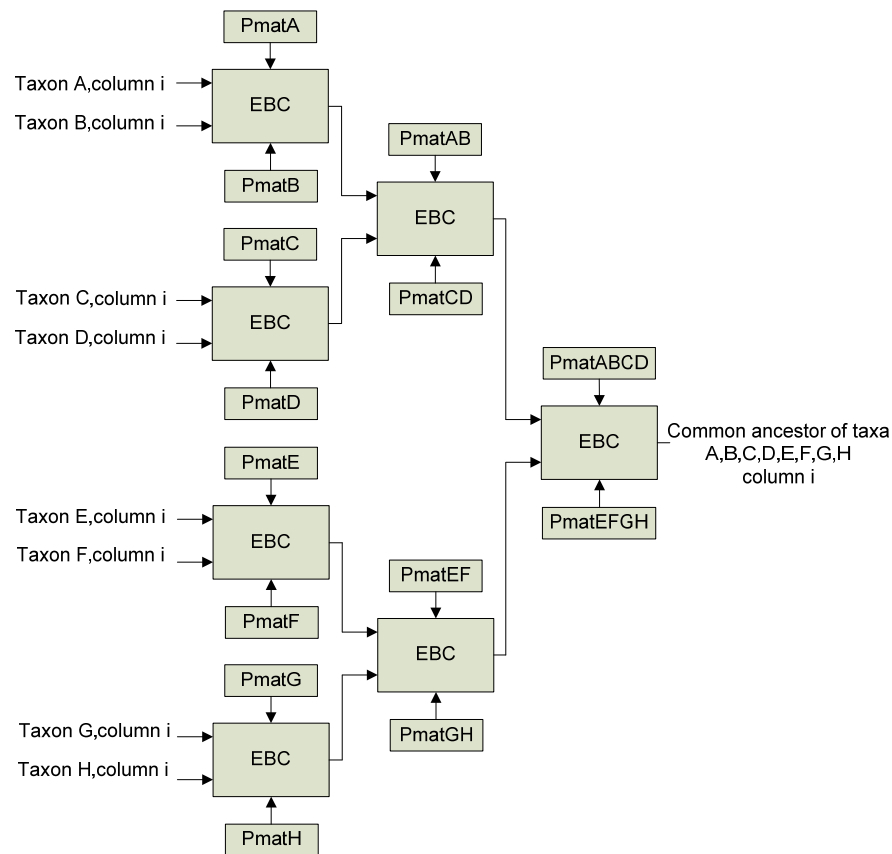 PmatA
Taxon A,column i
EBC
Taxon B,column i
PmatB
PmatAB
EBC
PmatCD
PmatC
Taxon C,column i
EBC
Taxon D,column i
PmatD
PmatABCD
EBC
Common ancestor of taxa
A,B,C,D,E,F,G,H
column i
PmatEFGH
PmatE
Taxon E,column i
EBC
Taxon F,column i
PmatF
PmatEF
EBC
PmatGH
PmatG
Taxon G,column i
EBC
Taxon H,column i
PmatH